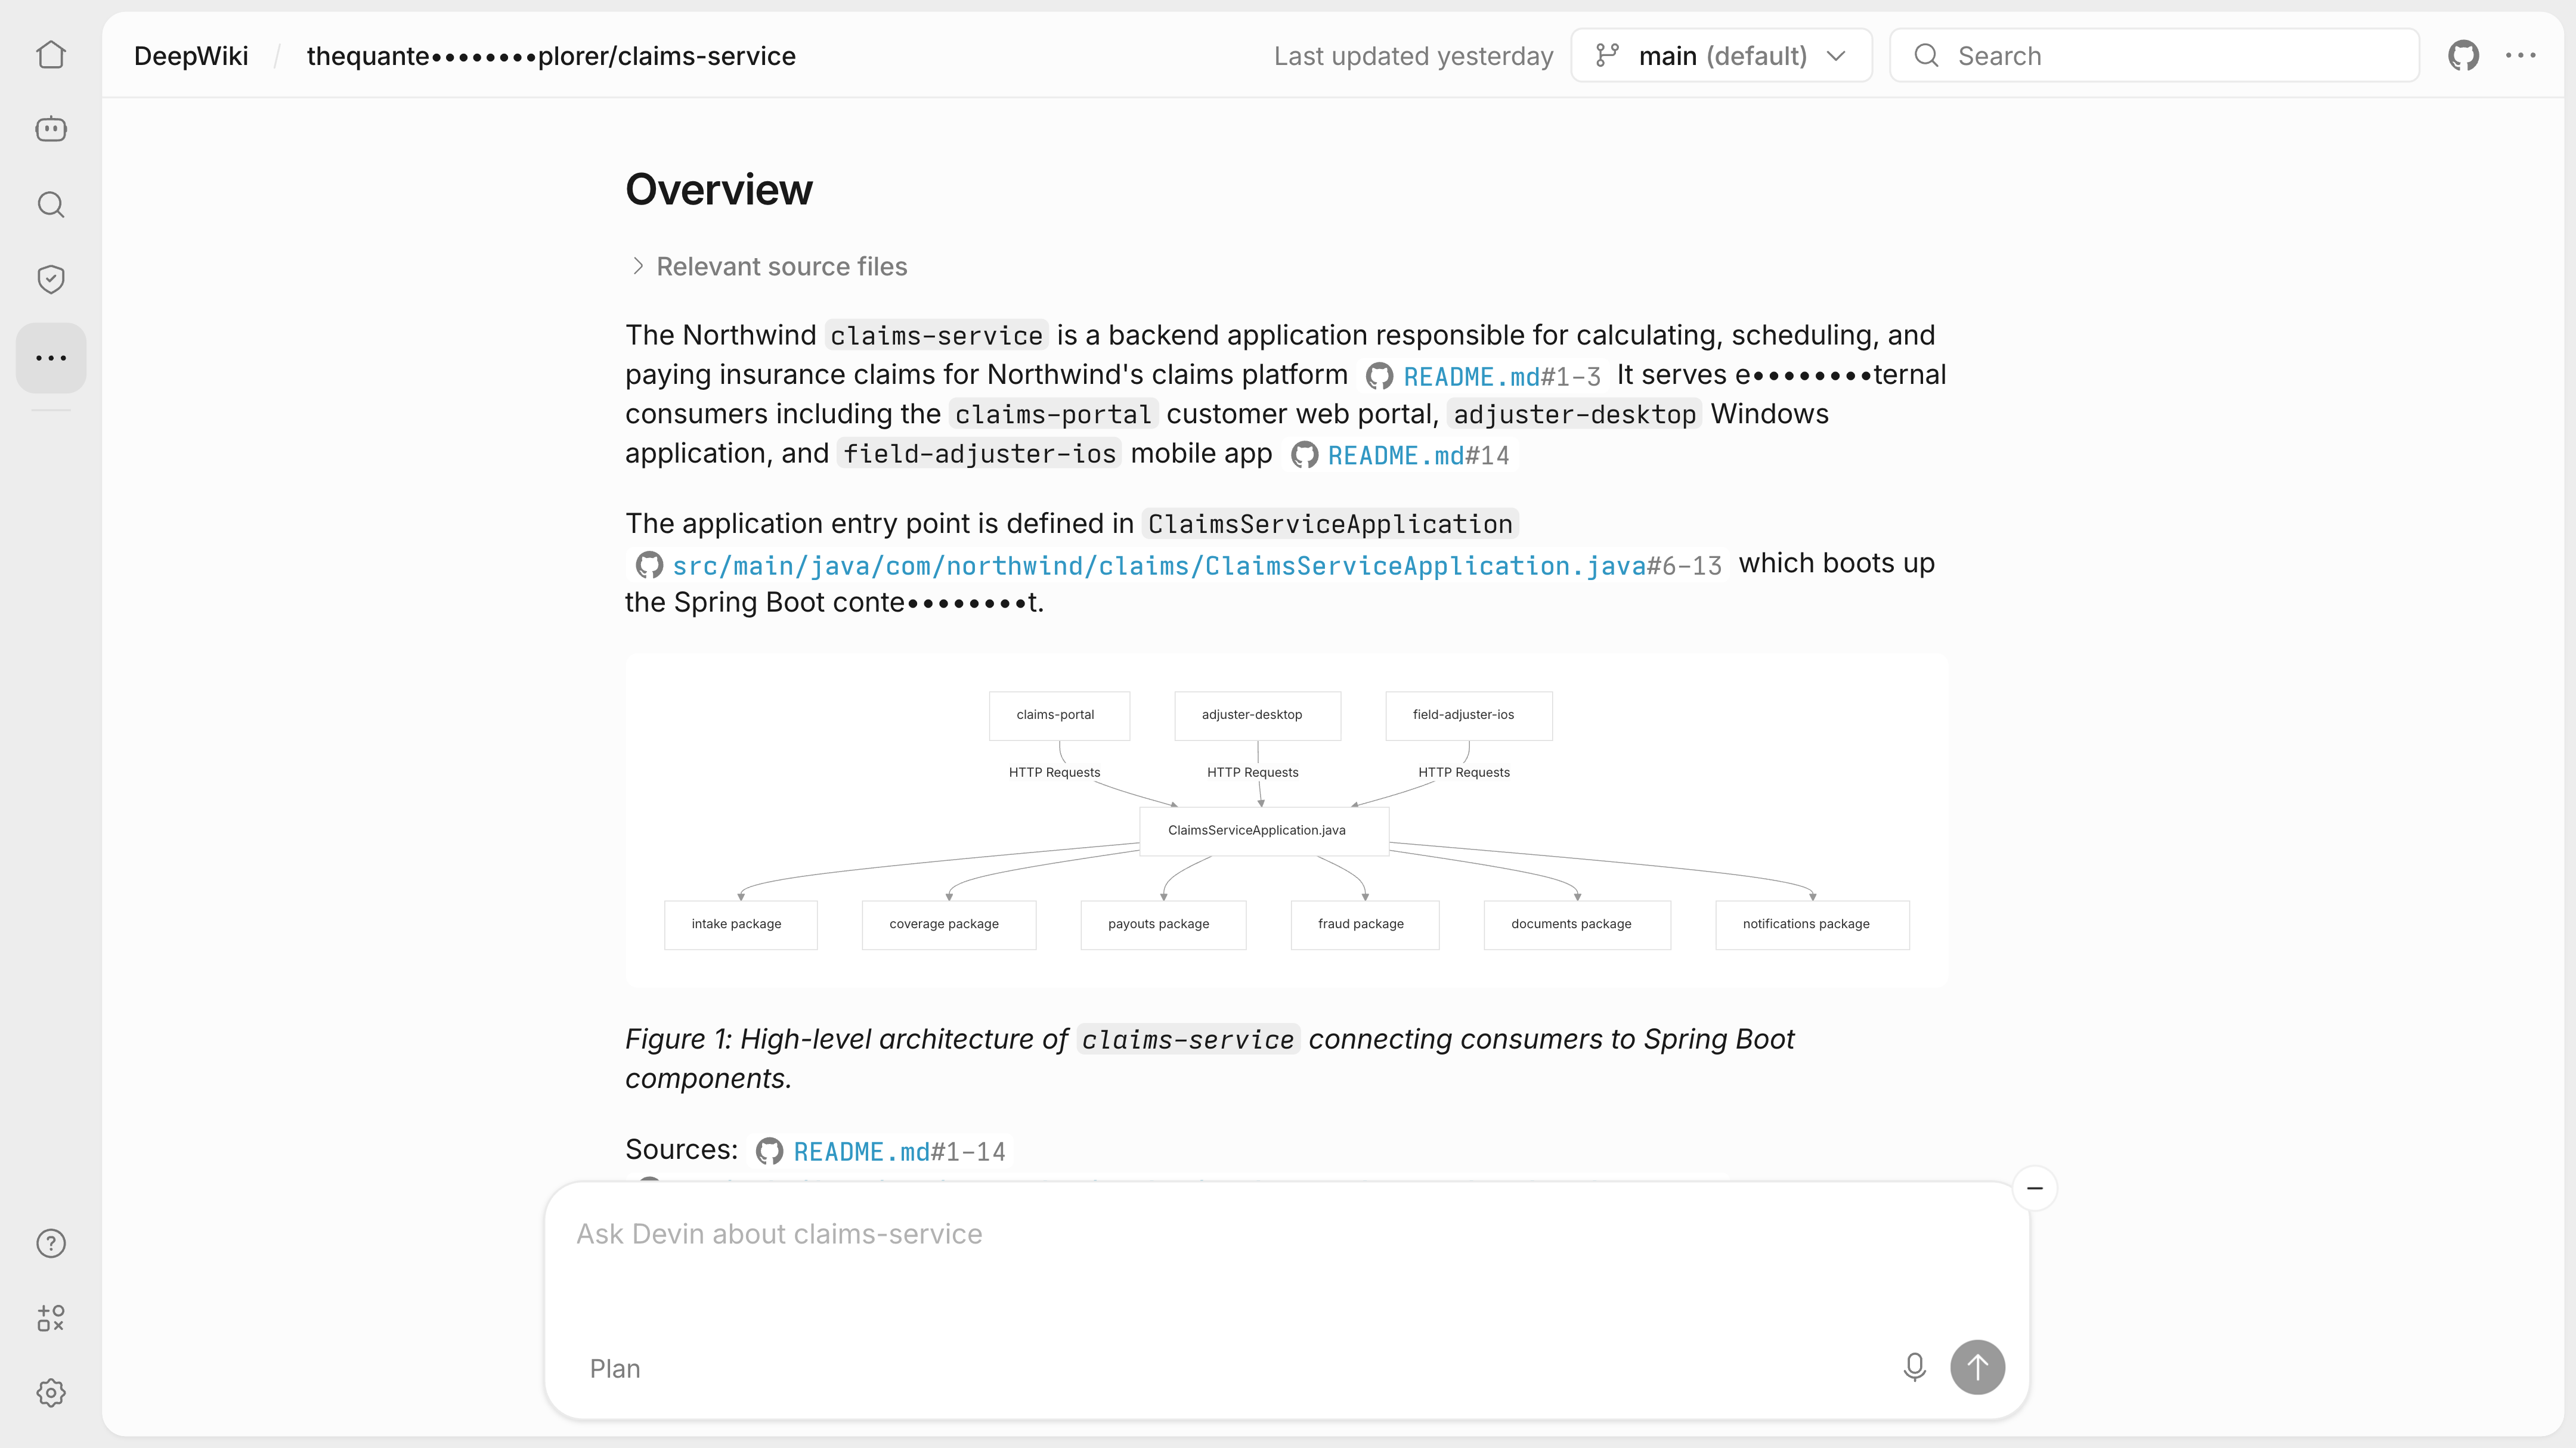 DeepWiki / thequante••••••••plorer/claims-service
Last updated yesterday
main (default)
Search
Overview
Relevant source files
The Northwind claims-service is a backend application responsible for calculating, scheduling, and
paying insurance claims for Northwind's claims platform README.md#1-3 It serves e••••••••ternal
consumers including the claims-portal customer web portal, adjuster-desktop Windows
application, and field-adjuster-ios mobile app README.md#14
The application entry point is defined in ClaimsServiceApplication
src/main/java/com/northwind/claims/ClaimsServiceApplication.java#6-13 which boots up
the Spring Boot conte••••••••t.
claims-portal
adjuster-desktop
field-adjuster-ios
HTTP Requests
HTTP Requests
HTTP Requests
ClaimsServiceApplication.java
intake package
coverage package
payouts package
fraud package
documents package
notifications package
Figure 1: High-level architecture of claims-service connecting consumers to Spring Boot
components.
Sources: README.md#1-14
Ask Devin about claims-service
Plan